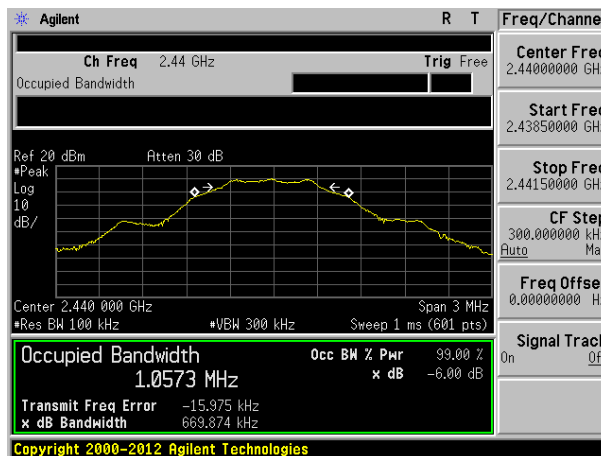 Agilent R T
Ch Freq 2.44 GHz Trig Free
Occupied Bandwidth
Ref 20 dBm Atten 30 dB
#Peak
Log
10
dB/
Center 2.440 000 GHz Span 3 MHz
#Res BW 100 kHz #VBW 300 kHz Sweep 1 ms (601 pts)
Occupied Bandwidth Occ BW % Pwr 99.00 %
1.0573 MHz x dB -6.00 dB
Transmit Freq Error -15.975 kHz
x dB Bandwidth 669.874 kHz
Copyright 2000-2012 Agilent Technologies
Freq/Channe
Center Fre
2.44000000 GH
Start Fre
2.43850000 GH
Stop Fre
2.44150000 GH
CF Ste
300.000000 kH
Auto Ma
Freq Offse
0.00000000 H
Signal Trac
On Of